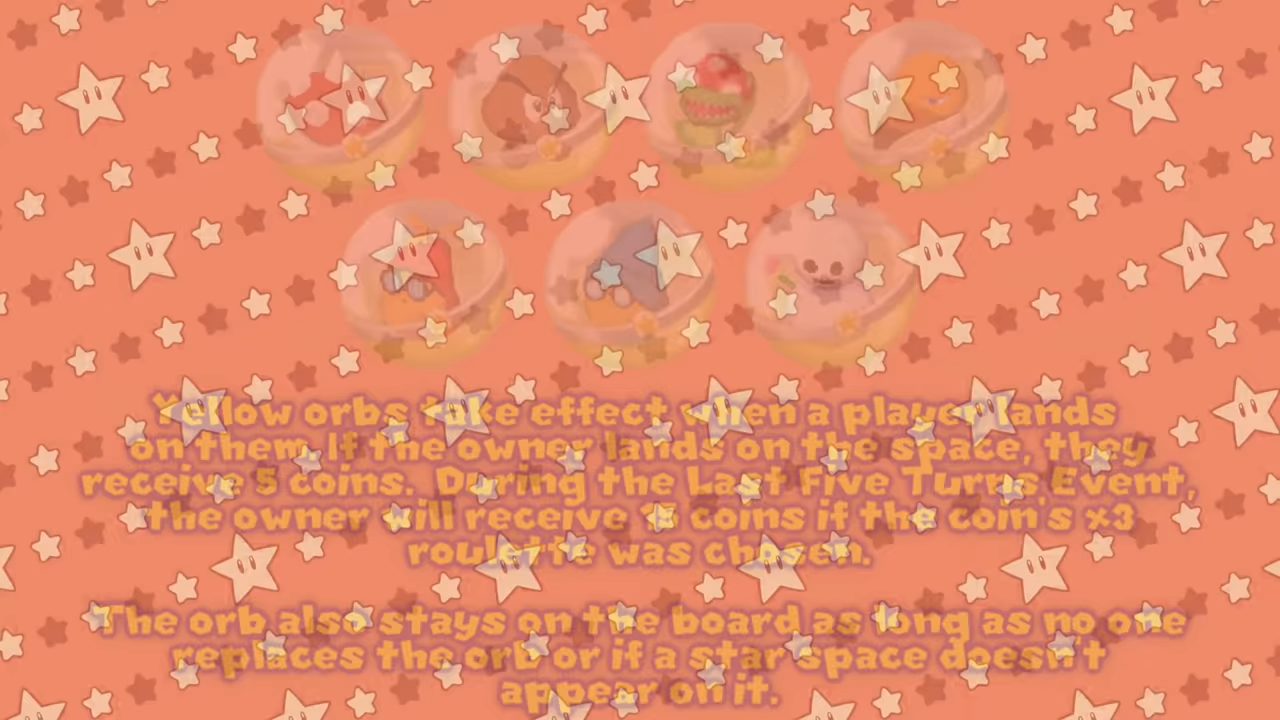 Yellow orbs take effect when a player lands
on them. If the owner lands on the space, they
receive 5 coins. During the Last Five Turns Event,
the owner will receive 15 coins if the coin's x3
roulette was chosen.
The orb also stays on the board as long as no one
replaces the orb or if a star space doesn't
appear on it.